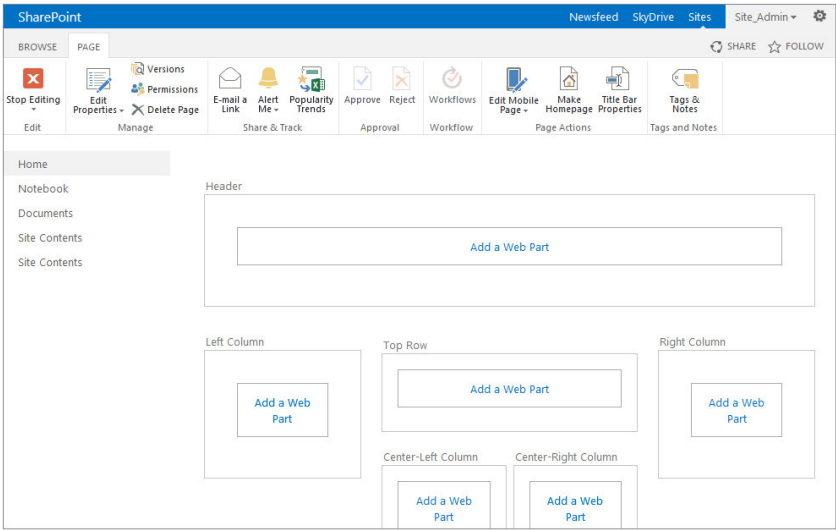 SharePoint
Newsfeed SkyDrive Sites Site_Admin
BROWSE PAGE
SHARE FOLLOW
Stop Editing
Edit
Edit Properties
Versions
Permissions
Delete Page
Manage
E-mail a Link
Alert Me
Popularity Trends
Share & Track
Approve Reject
Approval
Workflows
Workflow
Edit Mobile Page
Make Homepage
Title Bar Properties
Page Actions
Tags & Notes
Tags and Notes
Home
Notebook
Documents
Site Contents
Site Contents
Header
Add a Web Part
Left Column
Add a Web
Part
Top Row
Add a Web Part
Right Column
Add a Web
Part
Center-Left Column
Add a Web
Part
Center-Right Column
Add a Web
Part